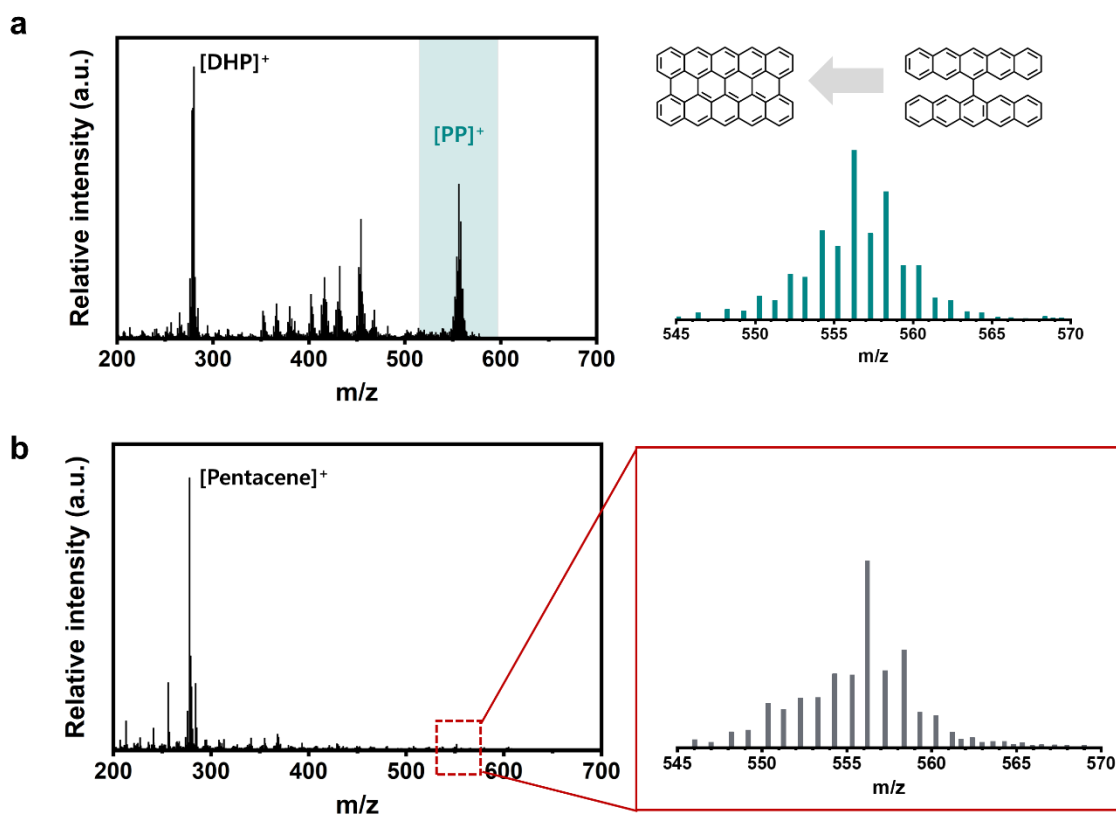 a
Relative intensity (a.u.)
[DHP]⁺
[PP]⁺
200 300 400 500 600 700
m/z
545 550 555 560 565 570
m/z
b
Relative intensity (a.u.)
[Pentacene]⁺
200 300 400 500 600 700
m/z
545 550 555 560 565 570
m/z